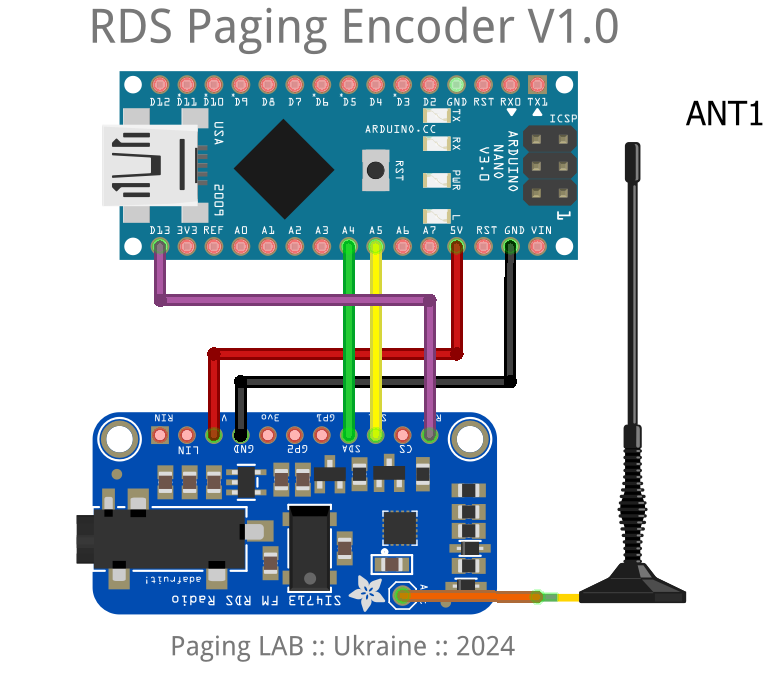 RDS Paging Encoder V1.0
ANT1
D12 D11 D10 D9 D8 D7 D6 D5 D4 D3 D2 GND RST RX0 TX1
ICSP
TX
RX
PWR
L
ARDUINO.CC
RST
ARDUINO
NANO
V3.0
USA
2009
1
D13 3V3 REF A0 A1 A2 A3 A4 A5 A6 A7 5V RST GND VIN
RIN V 3vo GP1 R
LIN GND GP2 SDA CS
adafruit!
SI4713 FM RDS Radio
Paging LAB :: Ukraine :: 2024